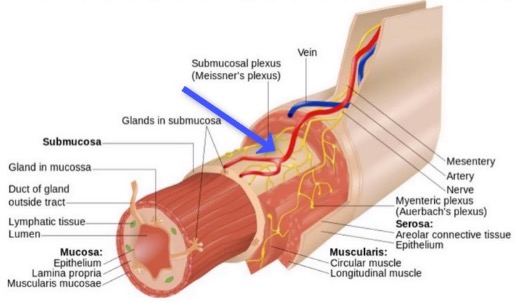 Vein
Submucosal plexus
(Meissner's plexus)
Glands in submucosa
Submucosa
Gland in mucossa
Duct of gland
outside tract
Lymphatic tissue
Lumen
Mucosa:
Epithelium
Lamina propria
Muscularis mucosae
Mesentery
Artery
Nerve
Myenteric plexus
(Auerbach's plexus)
Serosa:
Areolar connective tissue
Epithelium
Muscularis:
Circular muscle
Longitudinal muscle